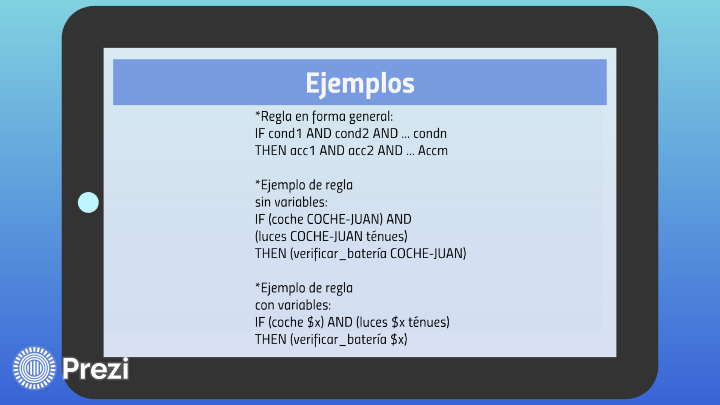 Ejemplos
*Regla en forma general:
IF cond1 AND cond2 AND ... condn
THEN acc1 AND acc2 AND ... Accm
*Ejemplo de regla
sin variables:
IF (coche COCHE-JUAN) AND
(luces COCHE-JUAN ténues)
THEN (verificar_batería COCHE-JUAN)
*Ejemplo de regla
con variables:
IF (coche $x) AND (luces $x ténues)
THEN (verificar_batería $x)
Prezi